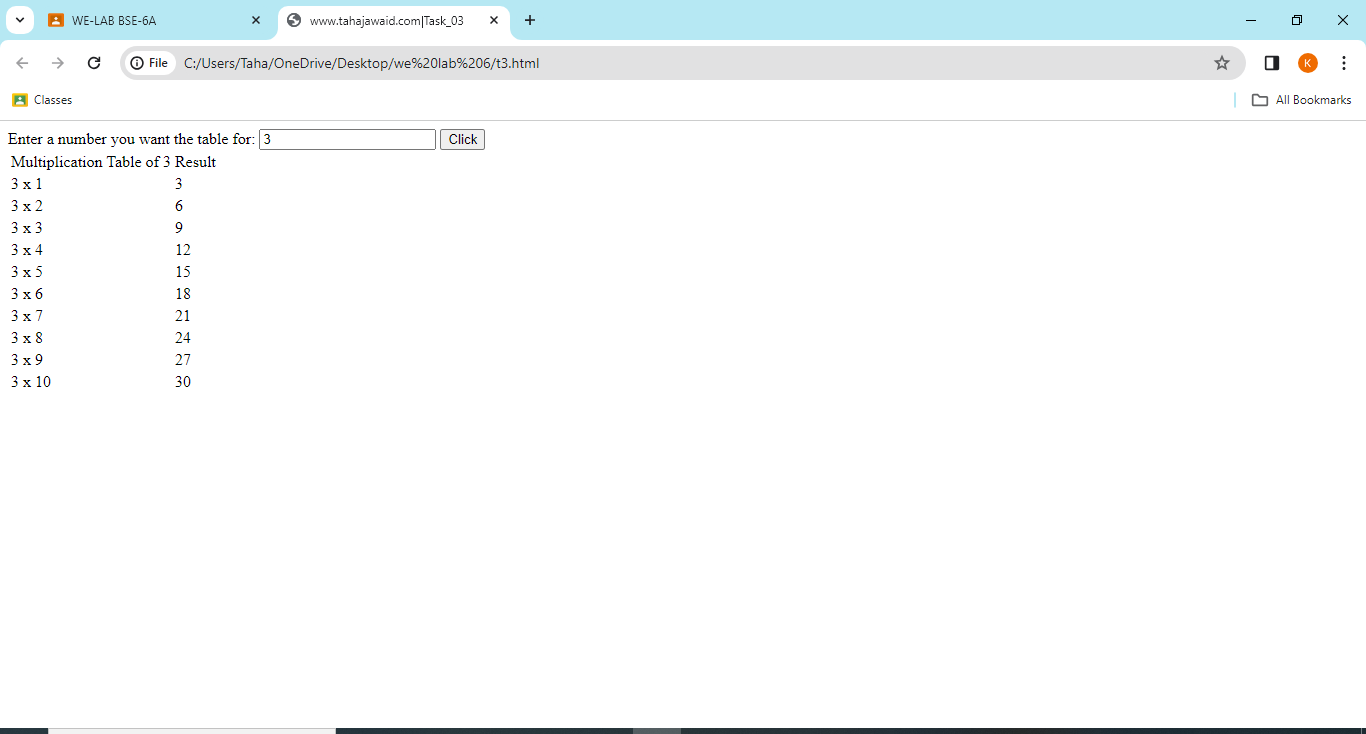 WE-LAB BSE-6A
www.tahajawaid.com|Task_03
File C:/Users/Taha/OneDrive/Desktop/we%20lab%206/t3.html
K
Classes
All Bookmarks
Enter a number you want the table for: 3 Click
Multiplication Table of 3 Result
3 x 1 3
3 x 2 6
3 x 3 9
3 x 4 12
3 x 5 15
3 x 6 18
3 x 7 21
3 x 8 24
3 x 9 27
3 x 10 30